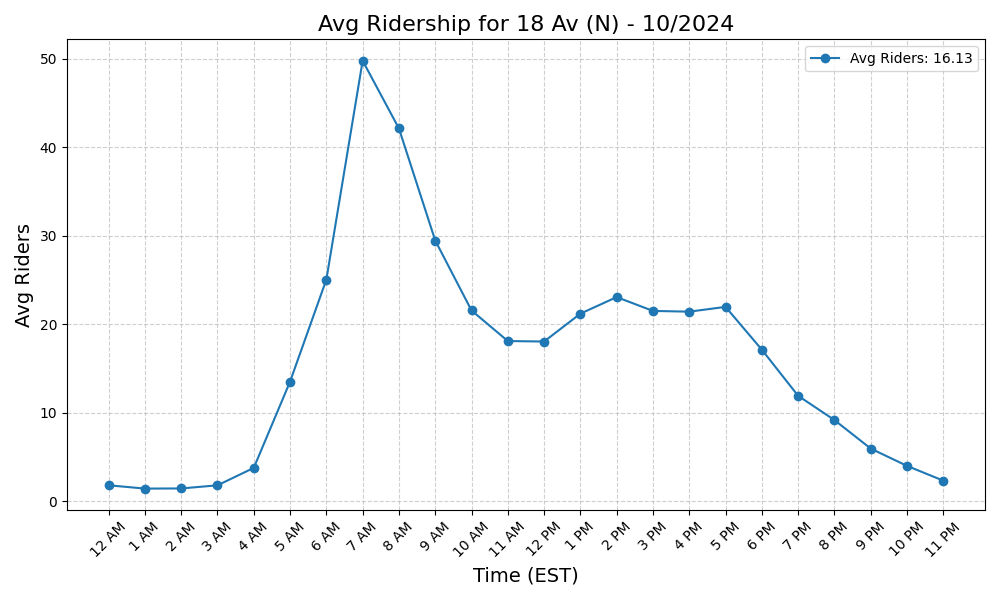 Avg Ridership for 18 Av (N) - 10/2024
Avg Riders: 16.13
Avg Riders
50
40
30
20
10
0
12 AM
1 AM
2 AM
3 AM
4 AM
5 AM
6 AM
7 AM
8 AM
9 AM
10 AM
11 AM
12 PM
1 PM
2 PM
3 PM
4 PM
5 PM
6 PM
7 PM
8 PM
9 PM
10 PM
11 PM
Time (EST)